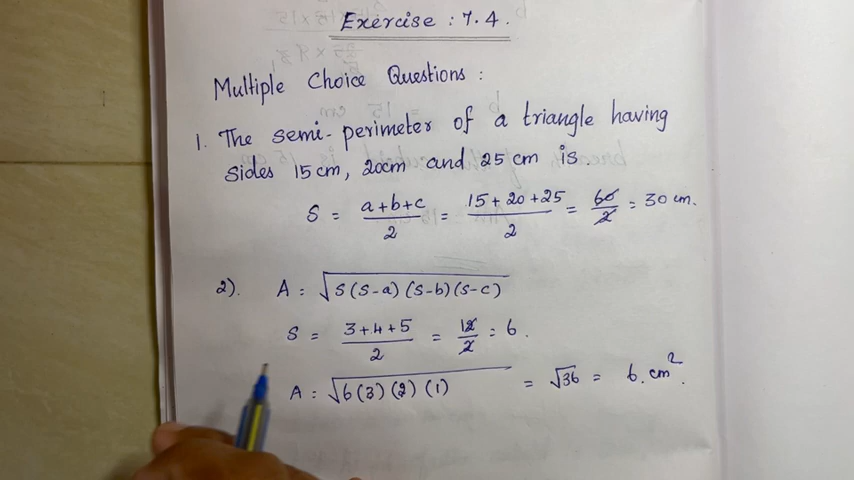 Exercise : 7.4.
Multiple Choice Questions :
1. The semi-perimeter of a triangle having
sides 15 cm, 20cm and 25 cm is.
S = a+b+c / 2 = 15+20+25 / 2 = 60 / 2 = 30 cm.
2). A = √S(S-a)(S-b)(S-c)
S = 3+4+5 / 2 = 12 / 2 = 6.
A = √6(3)(2)(1) = √36 = 6.cm².